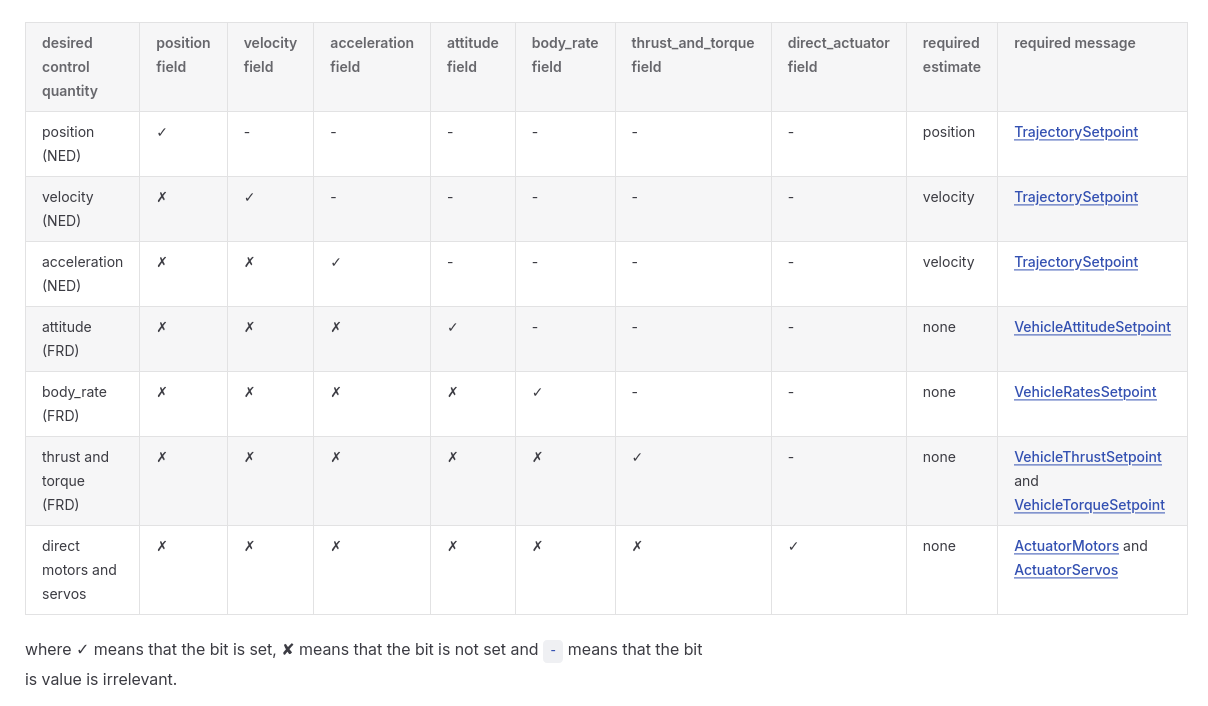 desired control quantity | position field | velocity field | acceleration field | attitude field | body_rate field | thrust_and_torque field | direct_actuator field | required estimate | required message
position (NED) | ✓ | - | - | - | - | - | - | position | TrajectorySetpoint
velocity (NED) | ✗ | ✓ | - | - | - | - | - | velocity | TrajectorySetpoint
acceleration (NED) | ✗ | ✗ | ✓ | - | - | - | - | velocity | TrajectorySetpoint
attitude (FRD) | ✗ | ✗ | ✗ | ✓ | - | - | - | none | VehicleAttitudeSetpoint
body_rate (FRD) | ✗ | ✗ | ✗ | ✗ | ✓ | - | - | none | VehicleRatesSetpoint
thrust and torque (FRD) | ✗ | ✗ | ✗ | ✗ | ✗ | ✓ | - | none | VehicleThrustSetpoint and VehicleTorqueSetpoint
direct motors and servos | ✗ | ✗ | ✗ | ✗ | ✗ | ✗ | ✓ | none | ActuatorMotors and ActuatorServos
where ✓ means that the bit is set, ✘ means that the bit is not set and - means that the bit
is value is irrelevant.